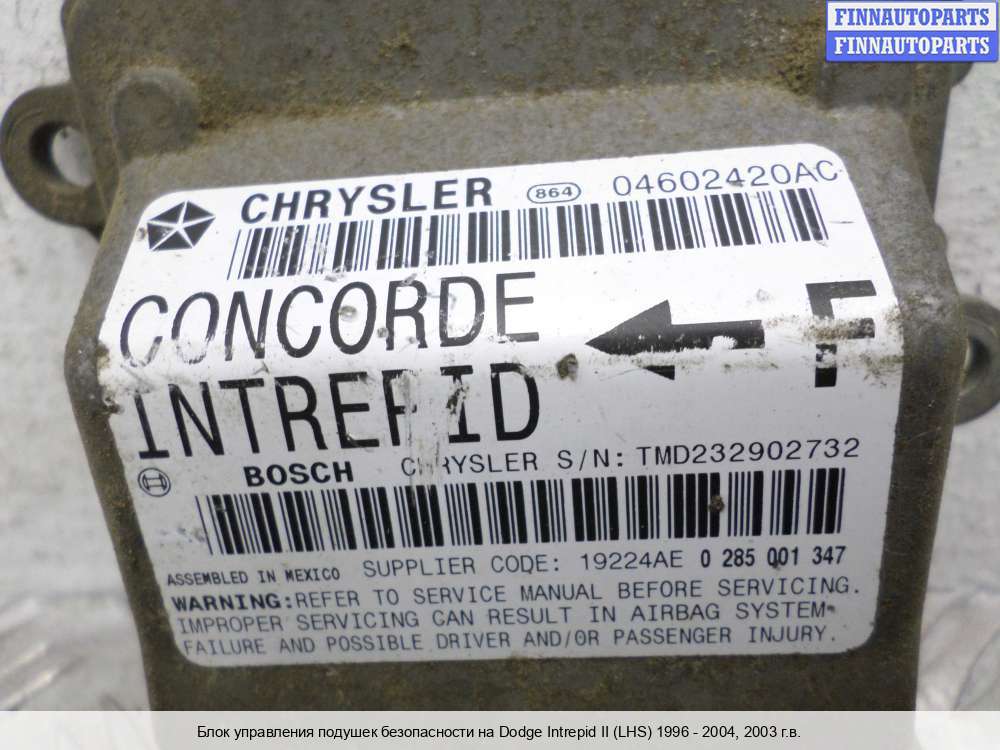 FINNAUTOPARTS
FINNAUTOPARTS
CHRYSLER 864 04602420AC
CONCORDE F
INTREPID
BOSCH CHRYSLER S/N: TMD232902732
ASSEMBLED IN MEXICO SUPPLIER CODE: 19224AE 0 285 001 347
WARNING:REFER TO SERVICE MANUAL BEFORE SERVICING.
IMPROPER SERVICING CAN RESULT IN AIRBAG SYSTEM
FAILURE AND POSSIBLE DRIVER AND/OR PASSENGER INJURY.
Блок управления подушек безопасности на Dodge Intrepid II (LHS) 1996 - 2004, 2003 г.в.